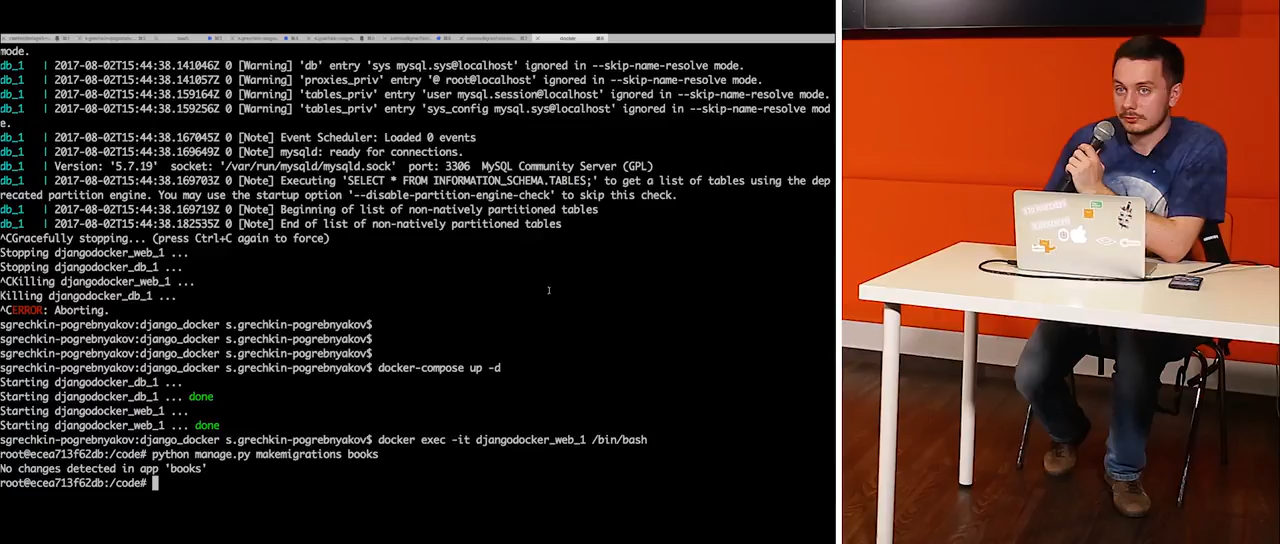 docker
mode.
db_1 | 2017-08-02T15:44:38.141046Z 0 [Warning] 'db' entry 'sys mysql.sys@localhost' ignored in --skip-name-resolve mode.
db_1 | 2017-08-02T15:44:38.141057Z 0 [Warning] 'proxies_priv' entry '@ root@localhost' ignored in --skip-name-resolve mode.
db_1 | 2017-08-02T15:44:38.159164Z 0 [Warning] 'tables_priv' entry 'user mysql.session@localhost' ignored in --skip-name-resolve mode.
db_1 | 2017-08-02T15:44:38.159256Z 0 [Warning] 'tables_priv' entry 'sys_config mysql.sys@localhost' ignored in --skip-name-resolve mod
e.
db_1 | 2017-08-02T15:44:38.167045Z 0 [Note] Event Scheduler: Loaded 0 events
db_1 | 2017-08-02T15:44:38.169649Z 0 [Note] mysqld: ready for connections.
db_1 | Version: '5.7.19' socket: '/var/run/mysqld/mysqld.sock' port: 3306 MySQL Community Server (GPL)
db_1 | 2017-08-02T15:44:38.169703Z 0 [Note] Executing 'SELECT * FROM INFORMATION_SCHEMA.TABLES;' to get a list of tables using the dep
recated partition engine. You may use the startup option '--disable-partition-engine-check' to skip this check.
db_1 | 2017-08-02T15:44:38.169719Z 0 [Note] Beginning of list of non-natively partitioned tables
db_1 | 2017-08-02T15:44:38.182535Z 0 [Note] End of list of non-natively partitioned tables
^CGracefully stopping... (press Ctrl+C again to force)
Stopping djangodocker_web_1 ...
Stopping djangodocker_db_1 ...
^CKilling djangodocker_web_1 ...
Killing djangodocker_db_1 ...
^CERROR: Aborting.
sgrechkin-pogrebnyakov:django_docker s.grechkin-pogrebnyakov$
sgrechkin-pogrebnyakov:django_docker s.grechkin-pogrebnyakov$
sgrechkin-pogrebnyakov:django_docker s.grechkin-pogrebnyakov$
sgrechkin-pogrebnyakov:django_docker s.grechkin-pogrebnyakov$ docker-compose up -d
Starting djangodocker_db_1 ...
Starting djangodocker_db_1 ... done
Starting djangodocker_web_1 ...
Starting djangodocker_web_1 ... done
sgrechkin-pogrebnyakov:django_docker s.grechkin-pogrebnyakov$ docker exec -it djangodocker_web_1 /bin/bash
root@ecea713f62db:/code# python manage.py makemigrations books
No changes detected in app 'books'
root@ecea713f62db:/code#